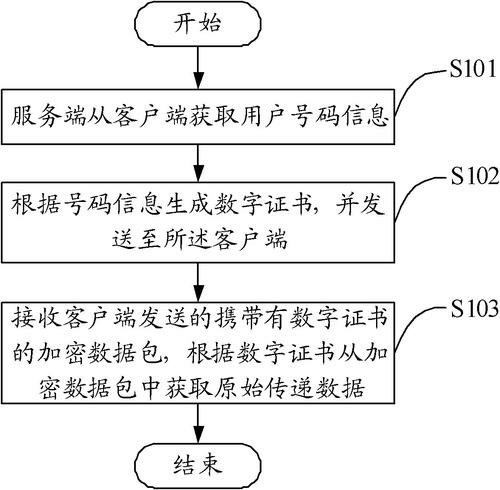 开始
S101
服务端从客户端获取用户号码信息
S102
根据号码信息生成数字证书，并发
送至所述客户端
S103
接收客户端发送的携带有数字证书
的加密数据包，根据数字证书从加
密数据包中获取原始传递数据
结束